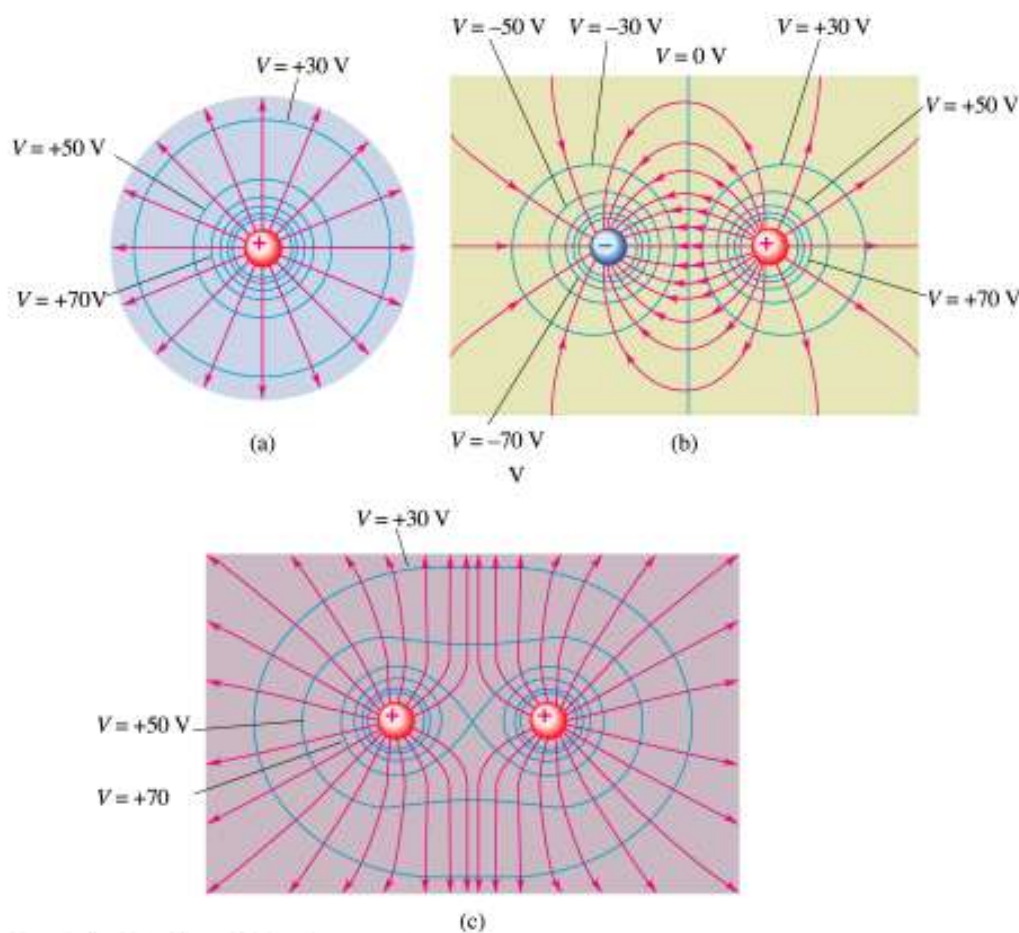 V = +30 V
V = +50 V
V = +70V
+
(a)
V = –50 V
V = –30 V
V = 0 V
V = +30 V
V = +50 V
V = +70 V
–
+
V = –70 V
(b)
V
V = +30 V
V = +50 V
V = +70
+
+
(c)